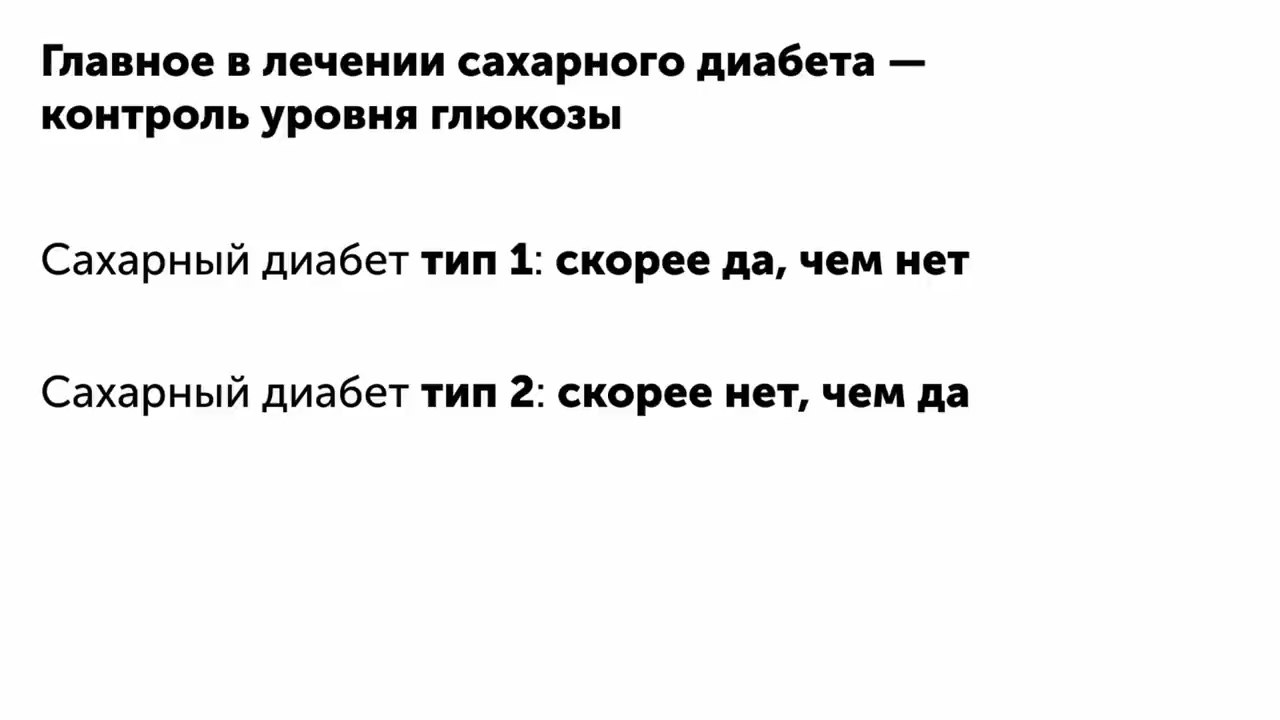 Главное в лечении сахарного диабета —
контроль уровня глюкозы
Сахарный диабет тип 1: скорее да, чем нет
Сахарный диабет тип 2: скорее нет, чем да